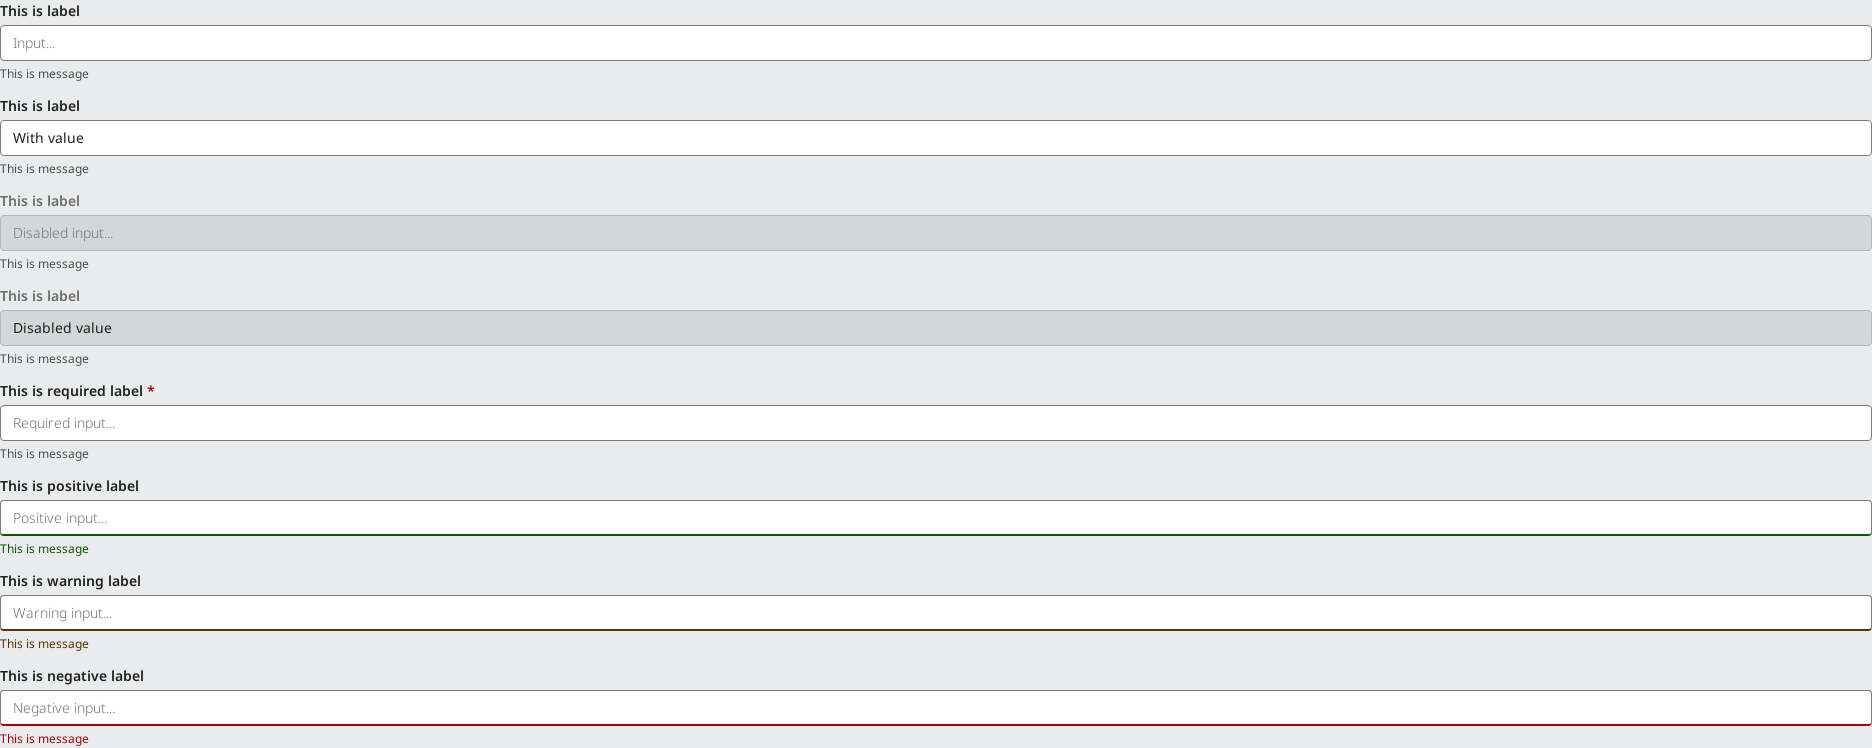 This is label
Input...
This is message
This is label
With value
This is message
This is label
Disabled input...
This is message
This is label
Disabled value
This is message
This is required label *
Required input...
This is message
This is positive label
Positive input...
This is message
This is warning label
Warning input...
This is message
This is negative label
Negative input...
This is message